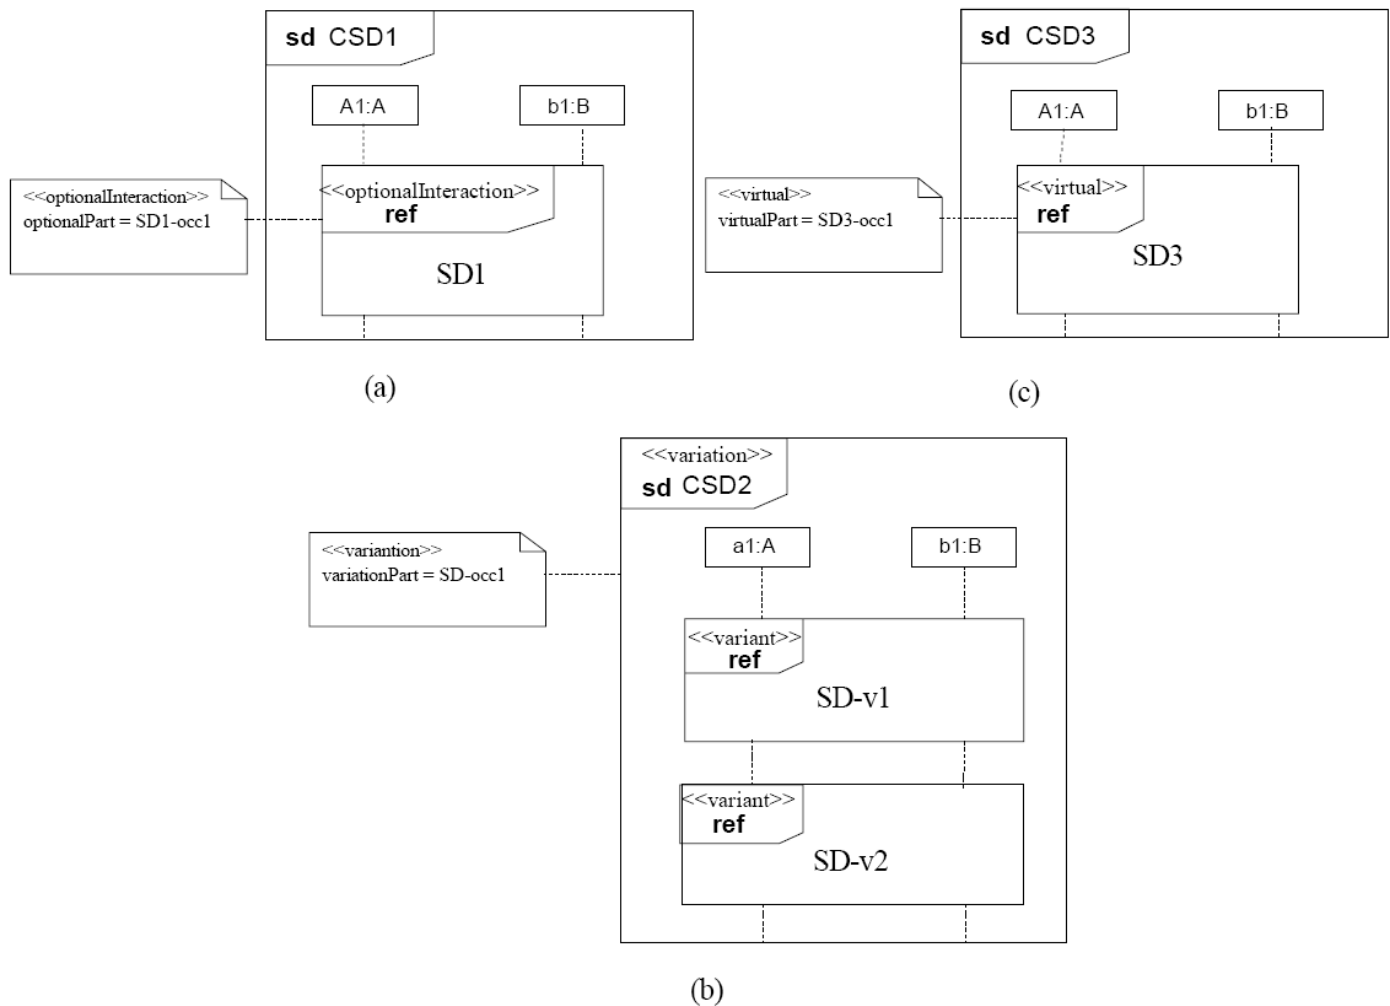 sd CSD1
A1:A
b1:B
<<optionalInteraction>>
optionalPart = SD1-occ1
<<optionalInteraction>>
ref
SD1
(a)
sd CSD3
A1:A
b1:B
<<virtual>>
virtualPart = SD3-occ1
<<virtual>>
ref
SD3
(c)
<<variation>>
sd CSD2
<<variantion>>
variationPart = SD-occ1
a1:A
b1:B
<<variant>>
ref
SD-v1
<<variant>>
ref
SD-v2
(b)